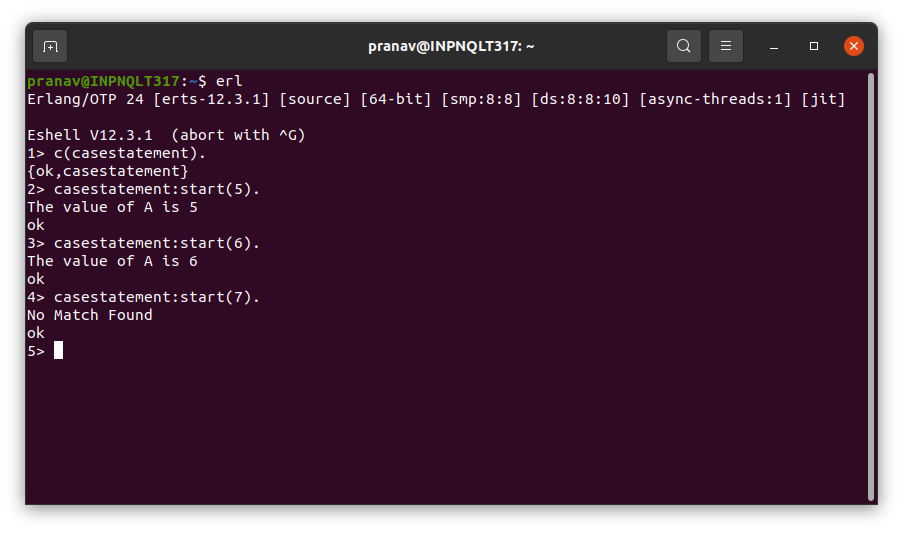 pranav@INPNQLT317: ~
pranav@INPNQLT317:~$ erl
Erlang/OTP 24 [erts-12.3.1] [source] [64-bit] [smp:8:8] [ds:8:8:10] [async-threads:1] [jit]
Eshell V12.3.1  (abort with ^G)
1> c(casestatement).
{ok,casestatement}
2> casestatement:start(5).
The value of A is 5
ok
3> casestatement:start(6).
The value of A is 6
ok
4> casestatement:start(7).
No Match Found
ok
5>